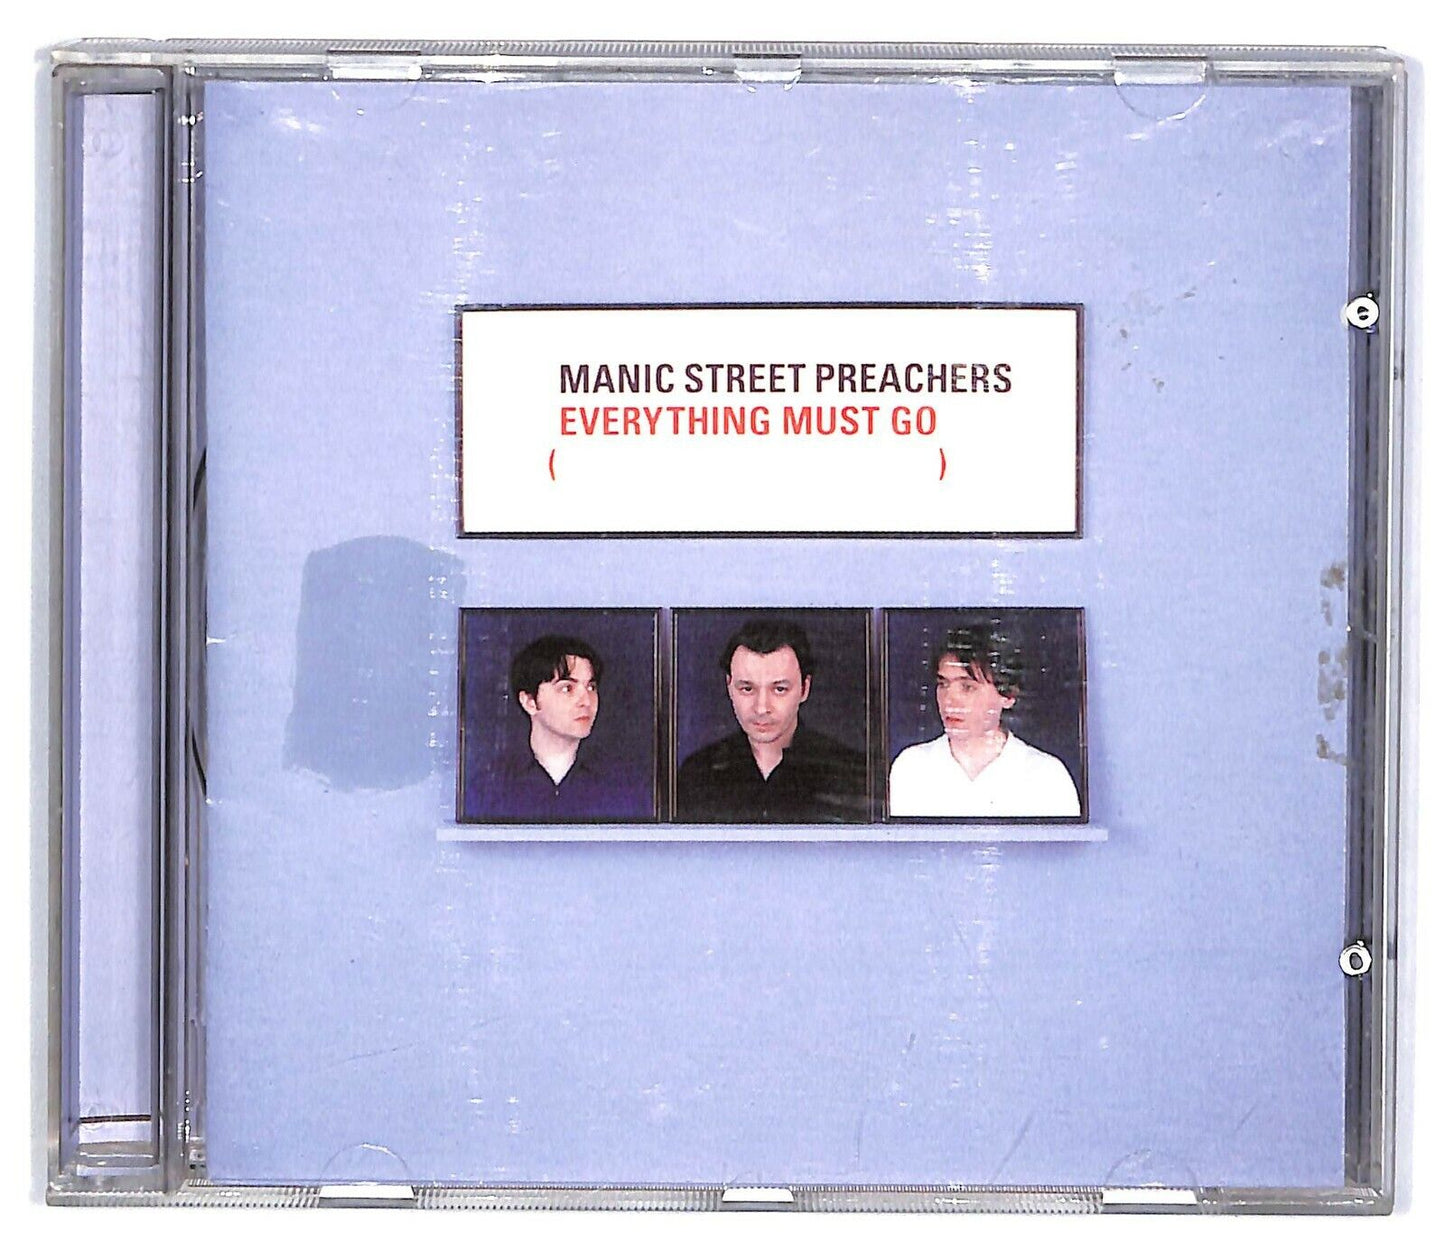 MANIC STREET PREACHERS
EVERYTHING MUST GO
( )